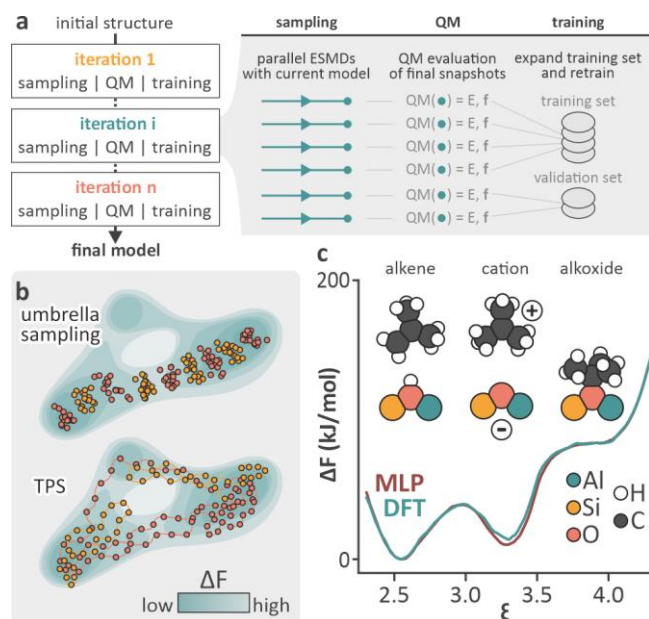 a
initial structure
iteration 1
sampling | QM | training
iteration i
sampling | QM | training
iteration n
sampling | QM | training
final model
sampling
QM
training
parallel ESMDs
with current model
QM evaluation
of final snapshots
expand training set
and retrain
QM(●) = E, f
QM(●) = E, f
QM(●) = E, f
QM(●) = E, f
QM(●) = E, f
QM(●) = E, f
training set
validation set
b
umbrella
sampling
TPS
ΔF
low
high
c
200
alkene
cation
alkoxide
+
−
ΔF (kJ/mol)
MLP
DFT
Al
Si
O
H
C
0
2.5
3.0
3.5
4.0
ξ